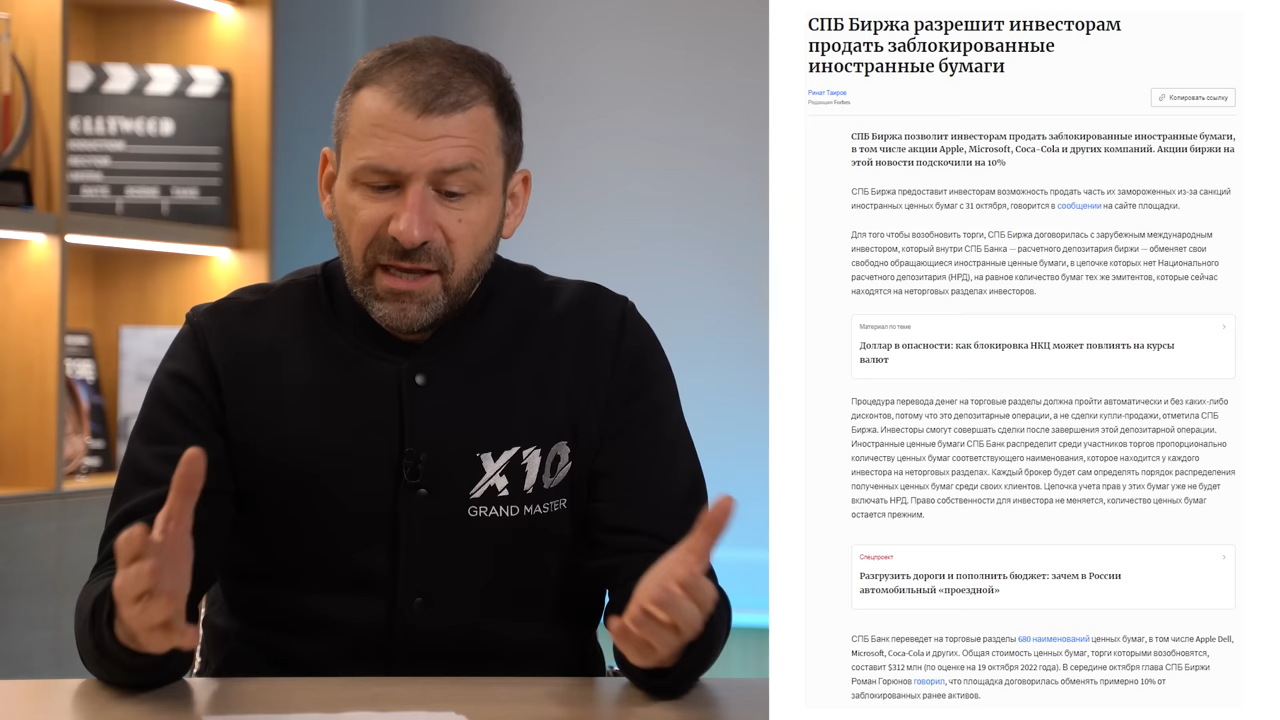 СПБ Биржа разрешит инвесторам
продать заблокированные
иностранные бумаги
Ринат Таиров
Редакция Forbes
Копировать ссылку
СПБ Биржа позволит инвесторам продать заблокированные иностранные бумаги,
в том числе акции Apple, Microsoft, Coca-Cola и других компаний. Акции биржи на
этой новости подскочили на 10%
СПБ Биржа предоставит инвесторам возможность продать часть их замороженных из-за санкций
иностранных ценных бумаг с 31 октября, говорится в сообщении на сайте площадки.
Для того чтобы возобновить торги, СПБ Биржа договорилась с зарубежным международным
инвестором, который внутри СПБ Банка — расчетного депозитария биржи — обменяет свои
свободно обращающиеся иностранные ценные бумаги, в цепочке которых нет Национального
расчетного депозитария (НРД), на равное количество бумаг тех же эмитентов, которые сейчас
находятся на неторговых разделах инвесторов.
Материал по теме
Доллар в опасности: как блокировка НКЦ может повлиять на курсы
валют
Процедура перевода денег на торговые разделы должна пройти автоматически и без каких-либо
дисконтов, потому что это депозитарные операции, а не сделки купли-продажи, отметила СПБ
Биржа. Инвесторы смогут совершать сделки после завершения этой депозитарной операции.
Иностранные ценные бумаги СПБ Банк распределит среди участников торгов пропорционально
количеству ценных бумаг соответствующего наименования, которое находится у каждого
инвестора на неторговых разделах. Каждый брокер будет сам определять порядок распределения
полученных ценных бумаг среди своих клиентов. Цепочка учета прав у этих бумаг уже не будет
включать НРД. Право собственности для инвестора не меняется, количество ценных бумаг
остается прежним.
Спецпроект
Разгрузить дороги и пополнить бюджет: зачем в России
автомобильный «проездной»
СПБ Банк переведет на торговые разделы 680 наименований ценных бумаг, в том числе Apple Dell,
Microsoft, Coca-Cola и других. Общая стоимость ценных бумаг, торги которыми возобновятся,
составит $312 млн (по оценке на 19 октября 2022 года). В середине октября глава СПБ Биржи
Роман Горюнов говорил, что площадка договорилась обменять примерно 10% от
заблокированных ранее активов.
X10
GRAND MASTER
DATE SCENE TAKE